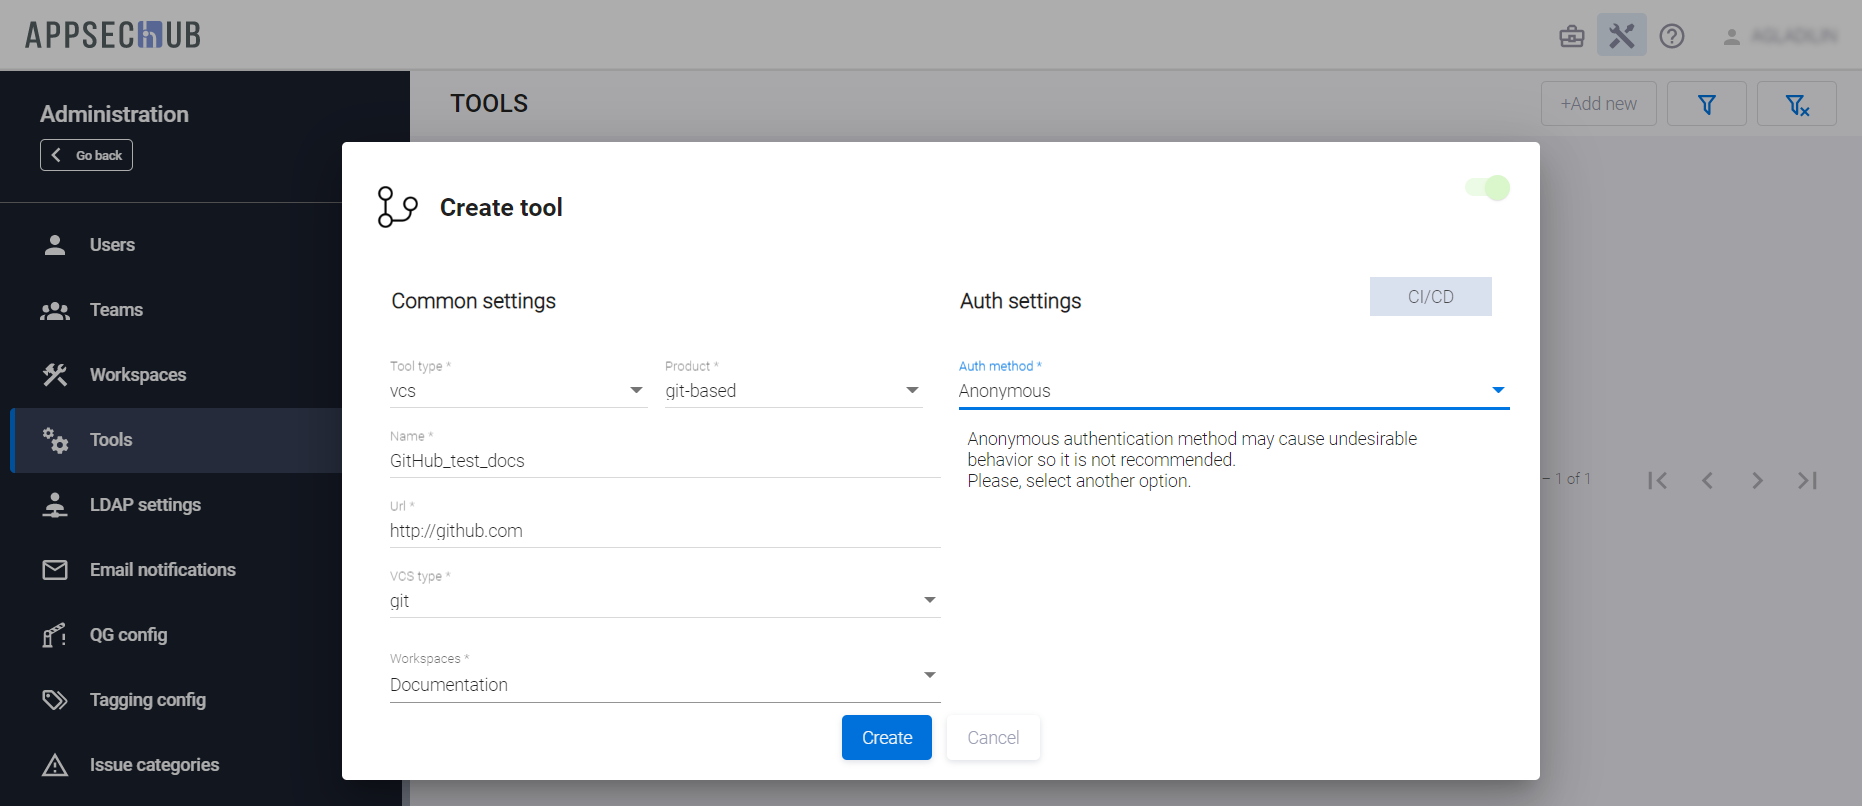 APPSECHUB
Administration
Go back
TOOLS
+Add new
Users
Teams
Workspaces
Tools
LDAP settings
Email notifications
QG config
Tagging config
Issue categories
Create tool
Common settings
Tool type *
vcs
Product *
git-based
Name *
GitHub_test_docs
Url *
http://github.com
VCS type *
git
Workspaces *
Documentation
Auth settings
CI/CD
Auth method *
Anonymous
Anonymous authentication method may cause undesirable
behavior so it is not recommended.
Please, select another option.
Create
Cancel
– 1 of 1